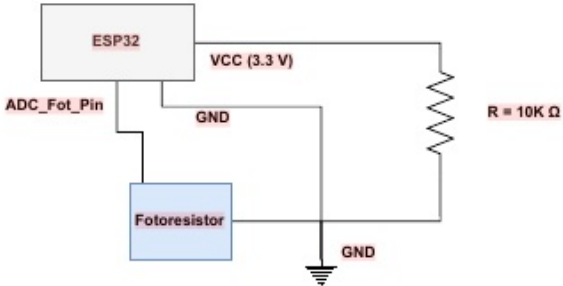 ESP32
VCC (3.3 V)
ADC_Fot_Pin
GND
R = 10K Ω
Fotoresistor
GND